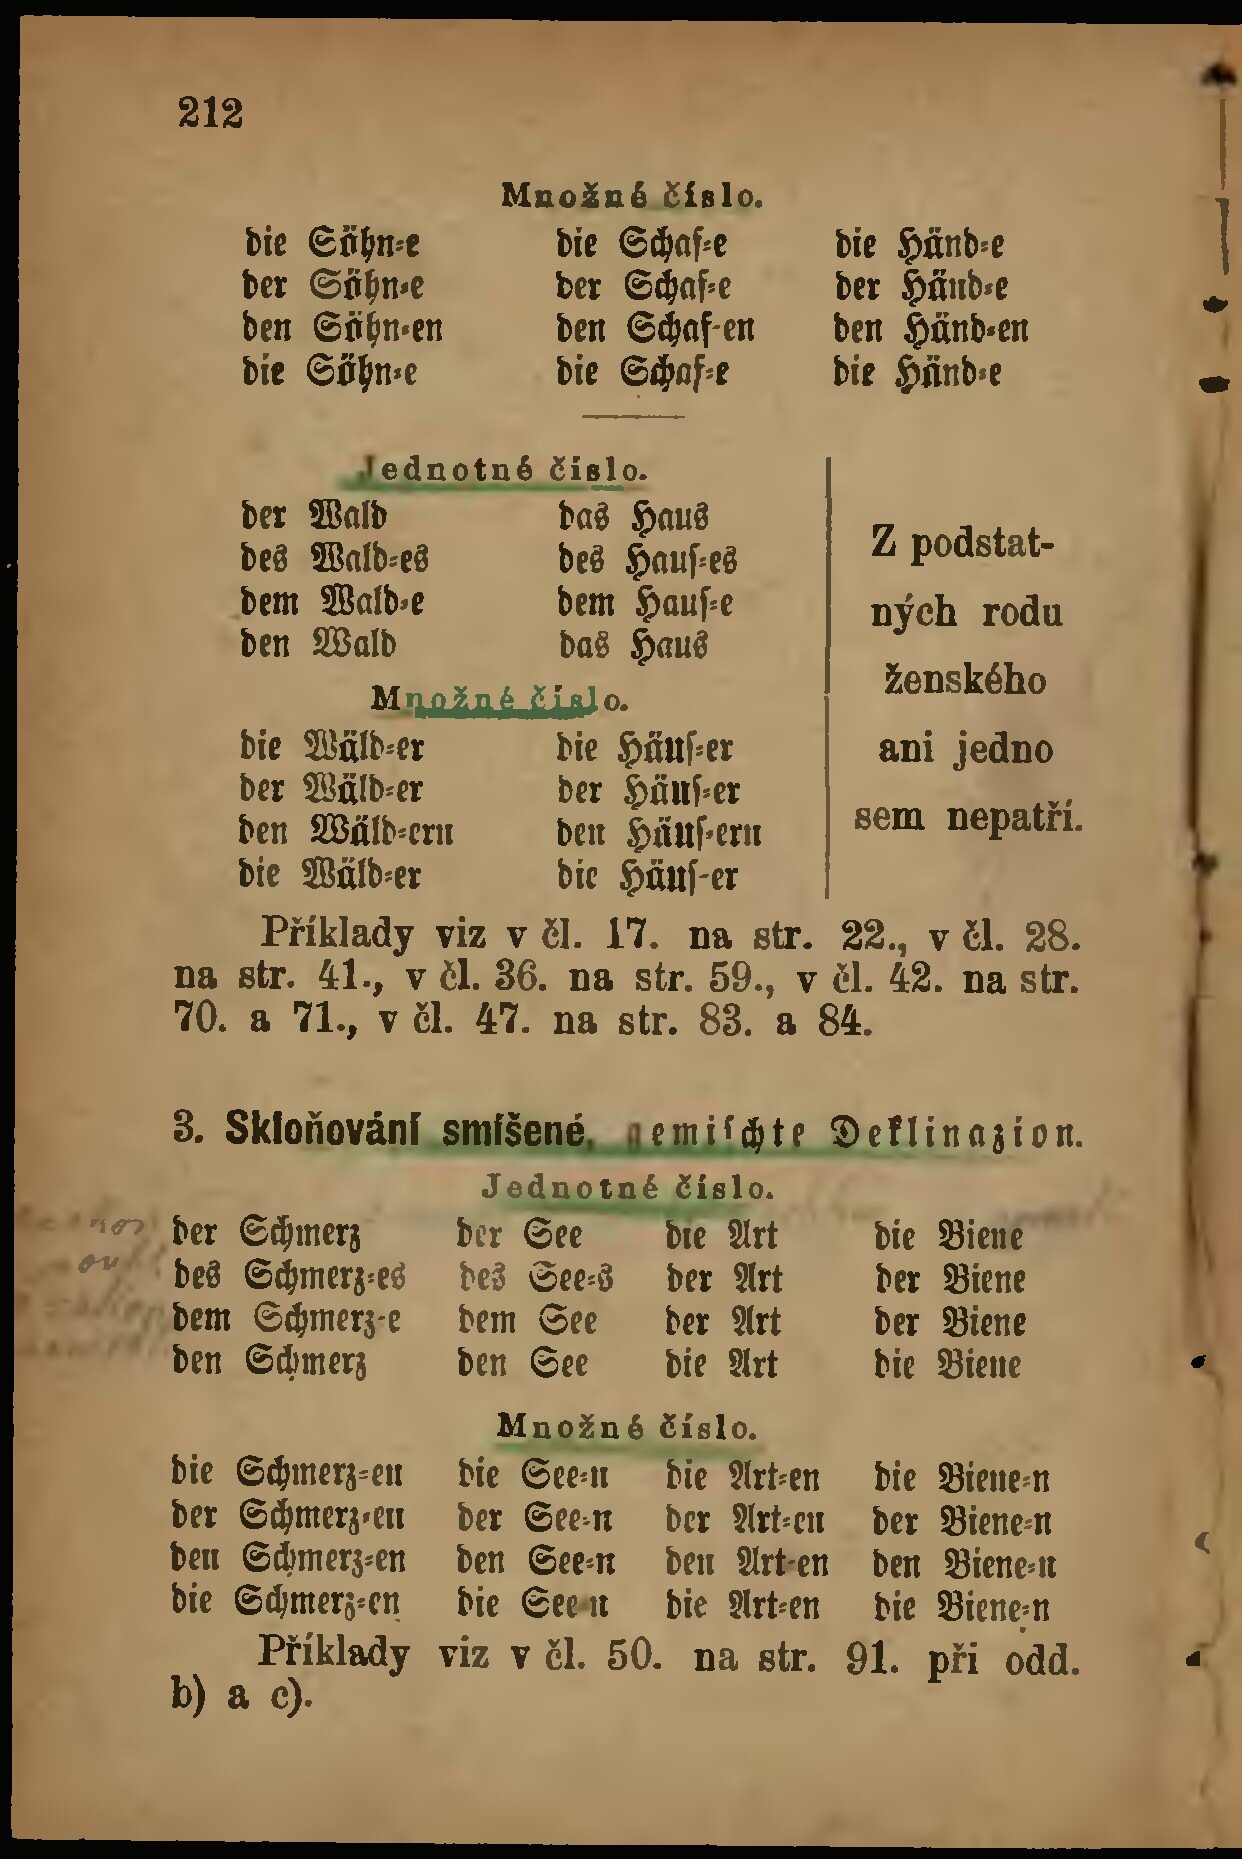 212
Množné číslo.
die Söhn⸗e die Schaf⸗e die Händ⸗e
der Söhn⸗e der Schaf⸗e der Händ⸗e
den Söhn⸗en den Schaf-en den Händ⸗en
die Söhn⸗e die Schaf⸗e die Händ⸗e
Jednotné číslo.
der Wald das Haus
des Wald⸗es des Hauſ⸗es
dem Wald⸗e dem Hauſ⸗e
den Wald das Haus
Množné číslo.
die Wäld⸗er die Häuſ⸗er
der Wäld⸗er der Häuſ⸗er
den Wäld⸗ern den Häuſ⸗ern
die Wäld⸗er die Häuſ-er
Z podstat-
ných rodu
ženského
ani jedno
sem nepatří.
Příklady viz v čl. 17. na str. 22., v čl. 28.
na str. 41., v čl. 36. na str. 59., v čl. 42. na str.
70. a 71., v čl. 47. na str. 83. a 84.
3. Skloňování smíšené, gemiſchte Deklinazion.
Jednotné číslo.
der Schmerz der See die Art die Biene
des Schmerz⸗es des See⸗s der Art der Biene
dem Schmerz-e dem See der Art der Biene
den Schmerz den See die Art die Biene
Množné číslo.
die Schmerz⸗en die See⸗n die Art⸗en die Biene⸗n
der Schmerz⸗en der See⸗n der Art⸗en der Biene⸗n
den Schmerz⸗en den See⸗n den Art-en den Biene⸗n
die Schmerz⸗en die See n die Art⸗en die Biene⸗n
Příklady viz v čl. 50. na str. 91. při odd.
b) a c).